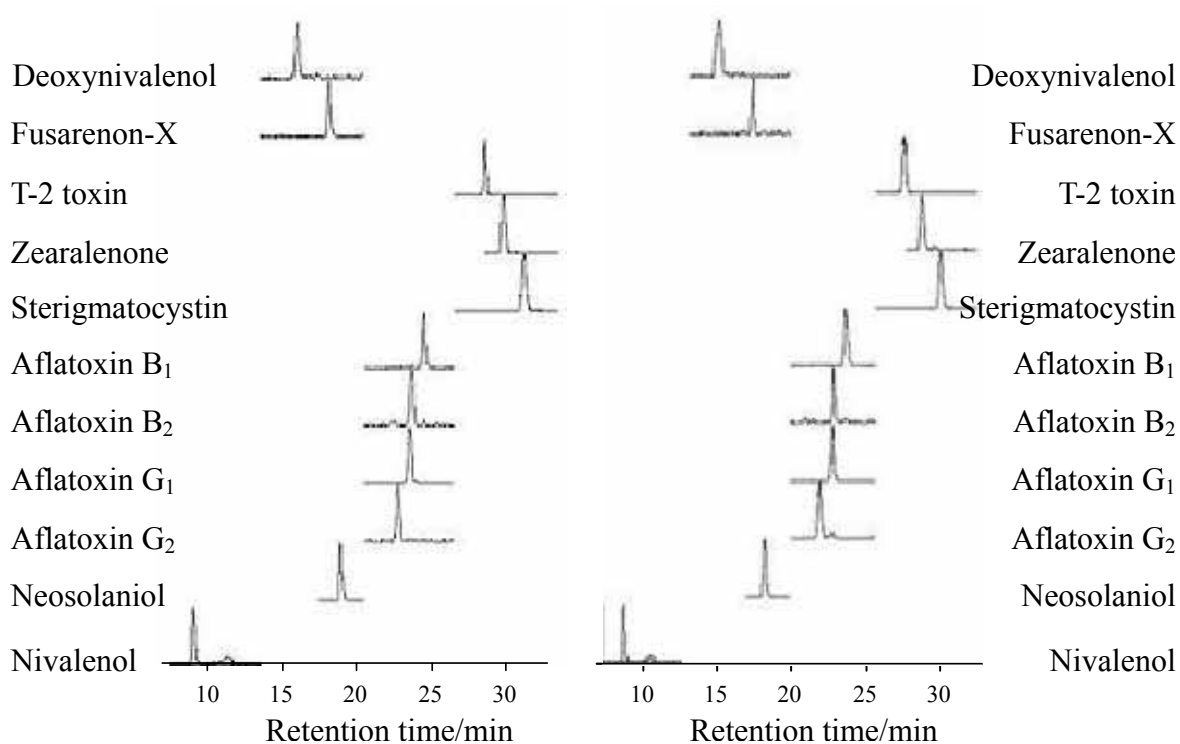 Deoxynivalenol
Fusarenon-X
T-2 toxin
Zearalenone
Sterigmatocystin
Aflatoxin B₁
Aflatoxin B₂
Aflatoxin G₁
Aflatoxin G₂
Neosolaniol
Nivalenol
10 15 20 25 30
Retention time/min
Deoxynivalenol
Fusarenon-X
T-2 toxin
Zearalenone
Sterigmatocystin
Aflatoxin B₁
Aflatoxin B₂
Aflatoxin G₁
Aflatoxin G₂
Neosolaniol
Nivalenol
10 15 20 25 30
Retention time/min